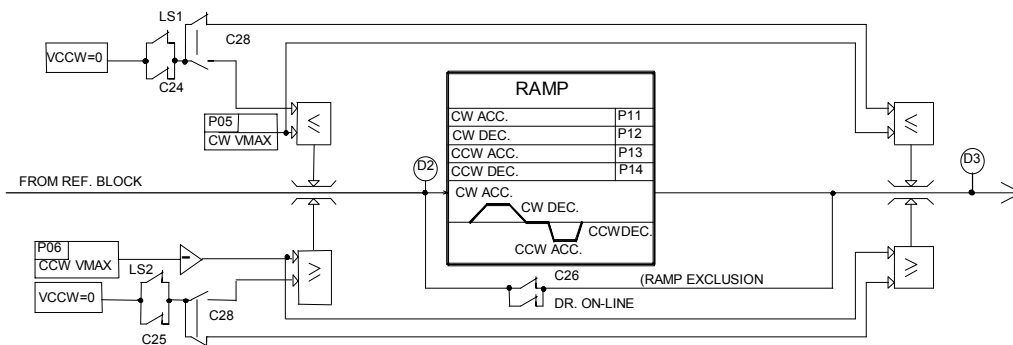 LS1
C28
VCCW=0
C24
P05
CW VMAX
≤
RAMP
CW ACC. P11
CW DEC. P12
CCW ACC. P13
CCW DEC. P14
≤
FROM REF. BLOCK
D2
D3
CW ACC.
CW DEC.
CCWDEC.
CCW ACC.
P06
CCW VMAX
-
≥
≥
LS2
VCCW=0
C28
C25
C26
(RAMP EXCLUSION
DR. ON-LINE